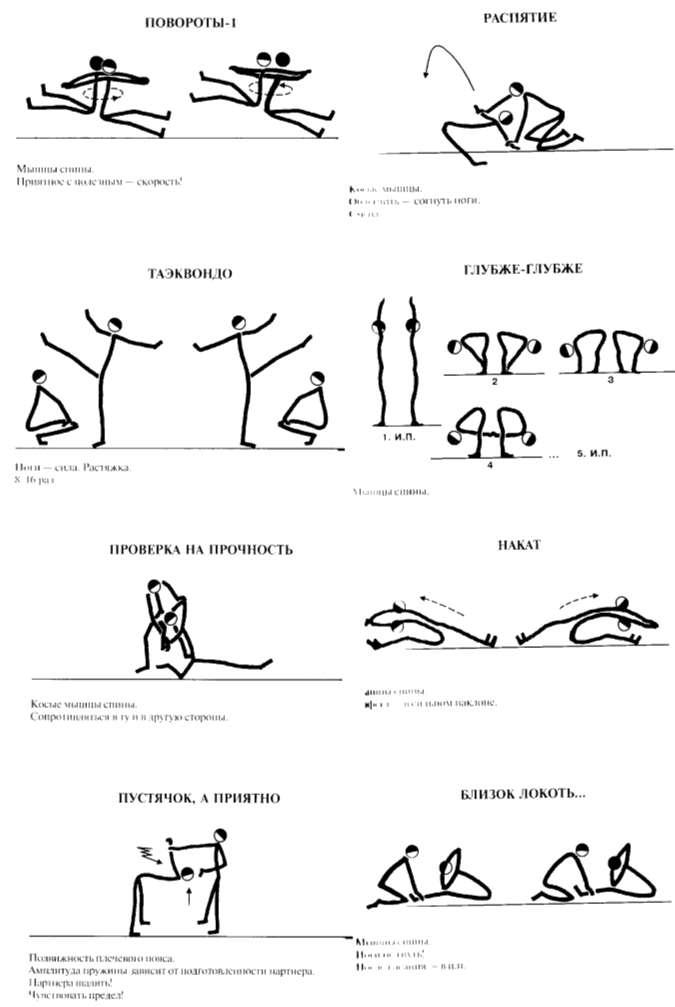 ПОВОРОТЫ-1
Мышцы спины.
Приятное с полезным — скорость!
РАСПЯТИЕ
Косые мышцы.
— согнуть ноги.
ТАЭКВОНДО
Ноги — сила. Растяжка.
8-16 раз
ГЛУБЖЕ-ГЛУБЖЕ
1. И.П.
2
3
4
... 5. И.П.
Мышцы спины.
ПРОВЕРКА НА ПРОЧНОСТЬ
Косые мышцы спины.
Сопротивляться в ту и в другую стороны.
НАКАТ
спины
наклоне.
ПУСТЯЧОК, А ПРИЯТНО
Подвижность плечевого пояса.
Амплитуда пружины зависит от подготовленности партнера.
Партнера щадить!
Чувствовать предел!
БЛИЗОК ЛОКОТЬ...
Мышцы спины.
— в и.п.